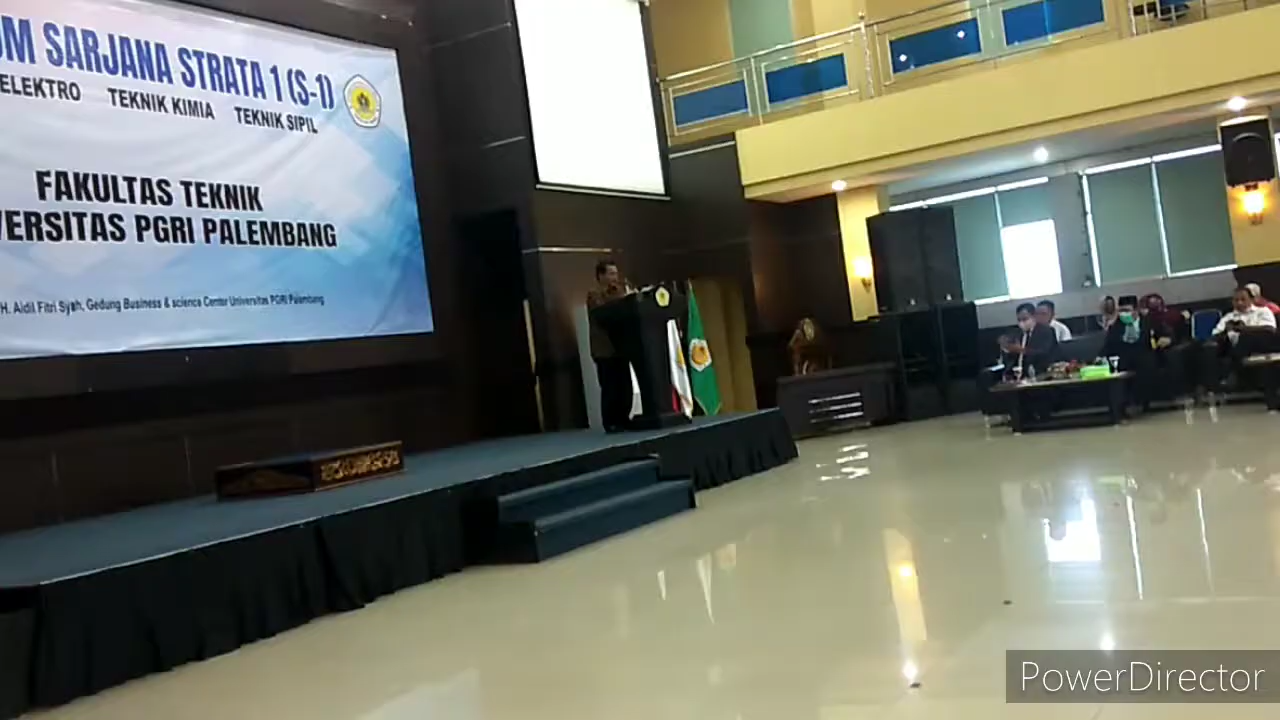 SARJANA STRATA 1 (S-1)
ELEKTRO TEKNIK KIMIA TEKNIK SIPIL
FAKULTAS TEKNIK
VERSITAS PGRI PALEMBANG
H. Aidil Fitri Syah, Gedung Business & science Center Universitas PGRI Palembang
PowerDirector